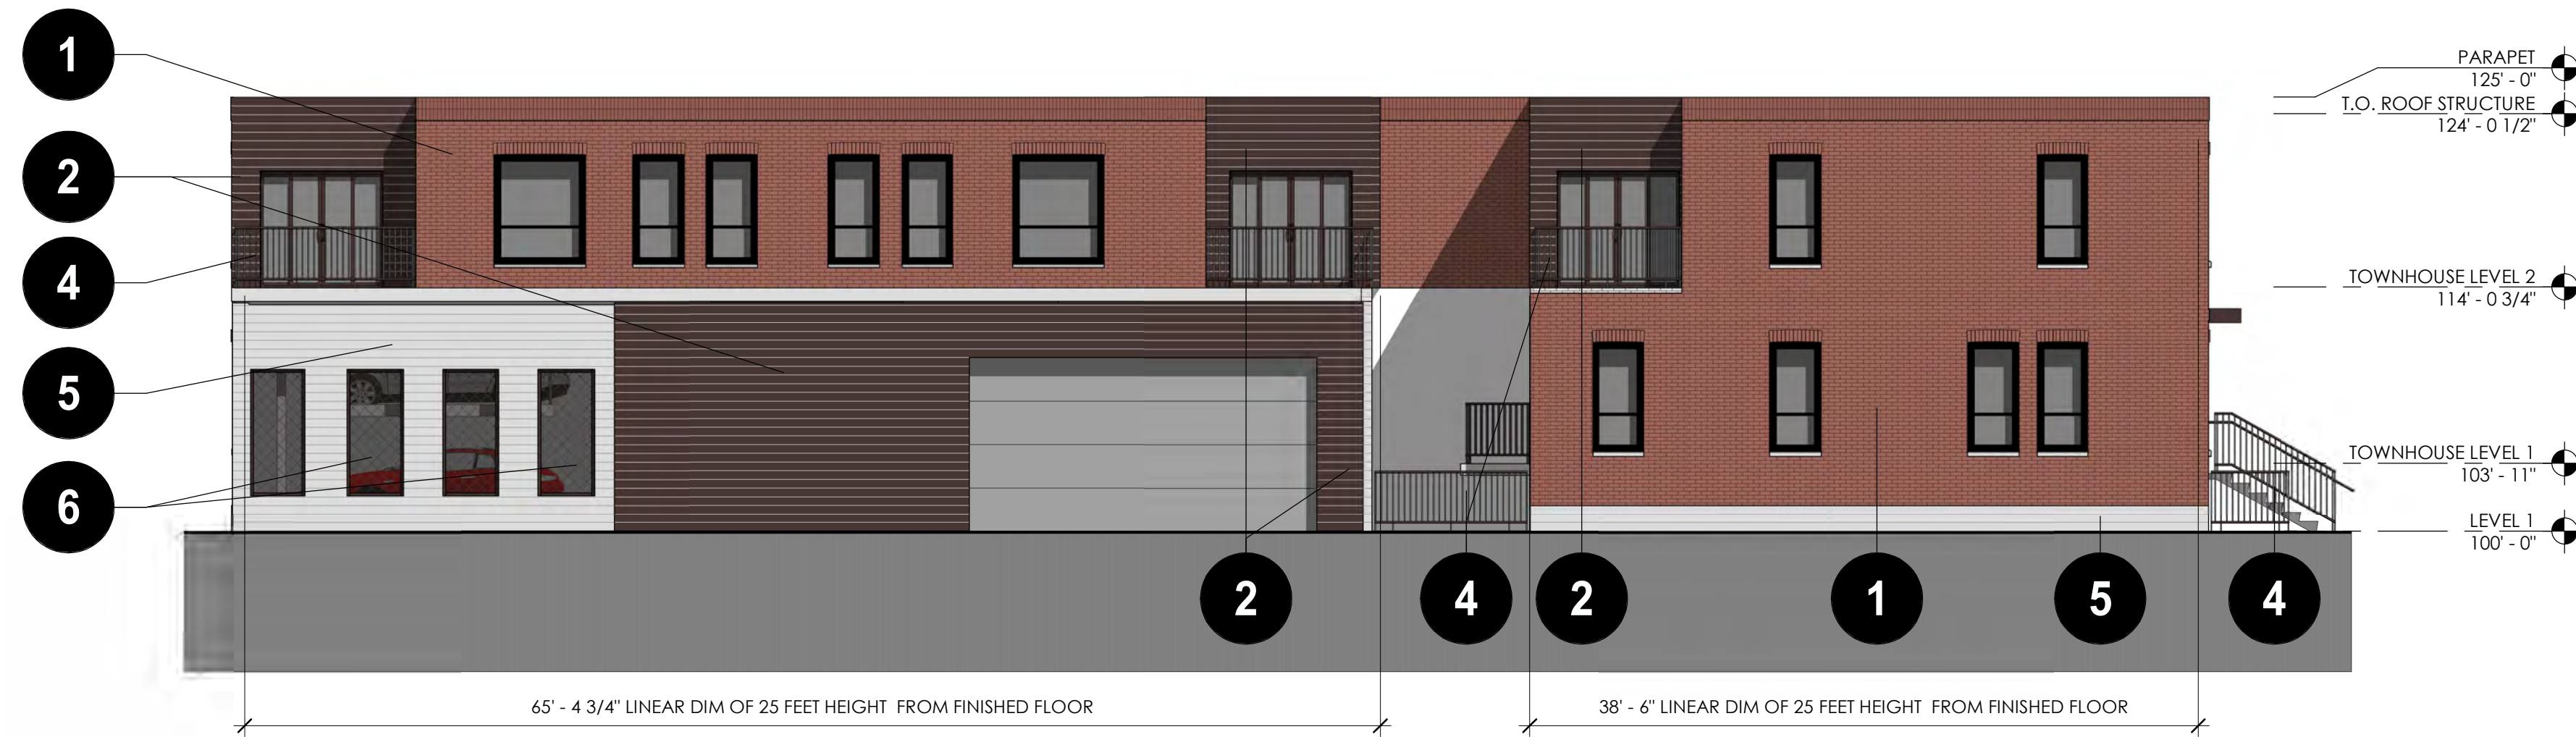 1
2
4
5
6
PARAPET
125' - 0"
T.O. ROOF STRUCTURE
124' - 0 1/2"
TOWNHOUSE LEVEL 2
114' - 0 3/4"
TOWNHOUSE LEVEL 1
103' - 11"
LEVEL 1
100' - 0"
2 4 2 1 5 4
65' - 4 3/4" LINEAR DIM OF 25 FEET HEIGHT FROM FINISHED FLOOR
38' - 6" LINEAR DIM OF 25 FEET HEIGHT FROM FINISHED FLOOR